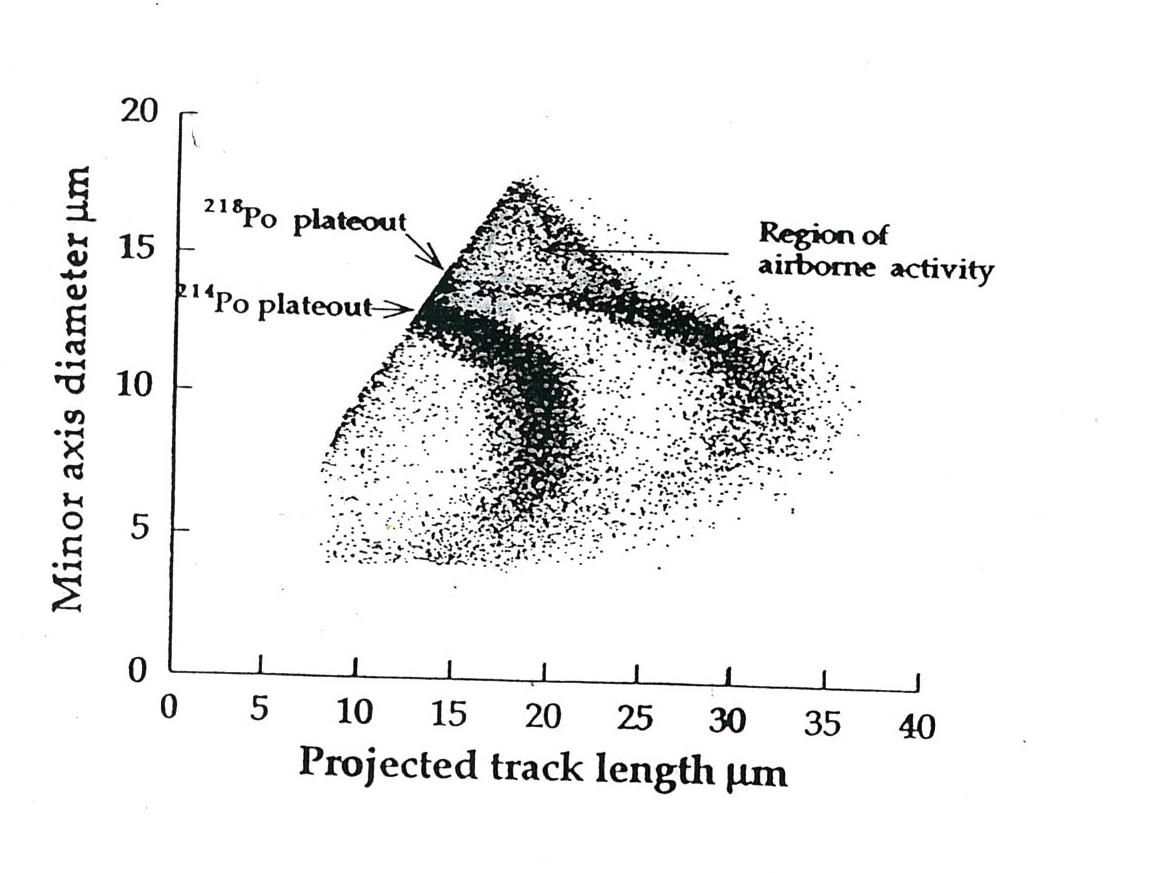 20
15
10
5
0
²¹⁸Po plateout
²¹⁴Po plateout
Region of
airborne activity
Minor axis diameter μm
0 5 10 15 20 25 30 35 40
Projected track length μm